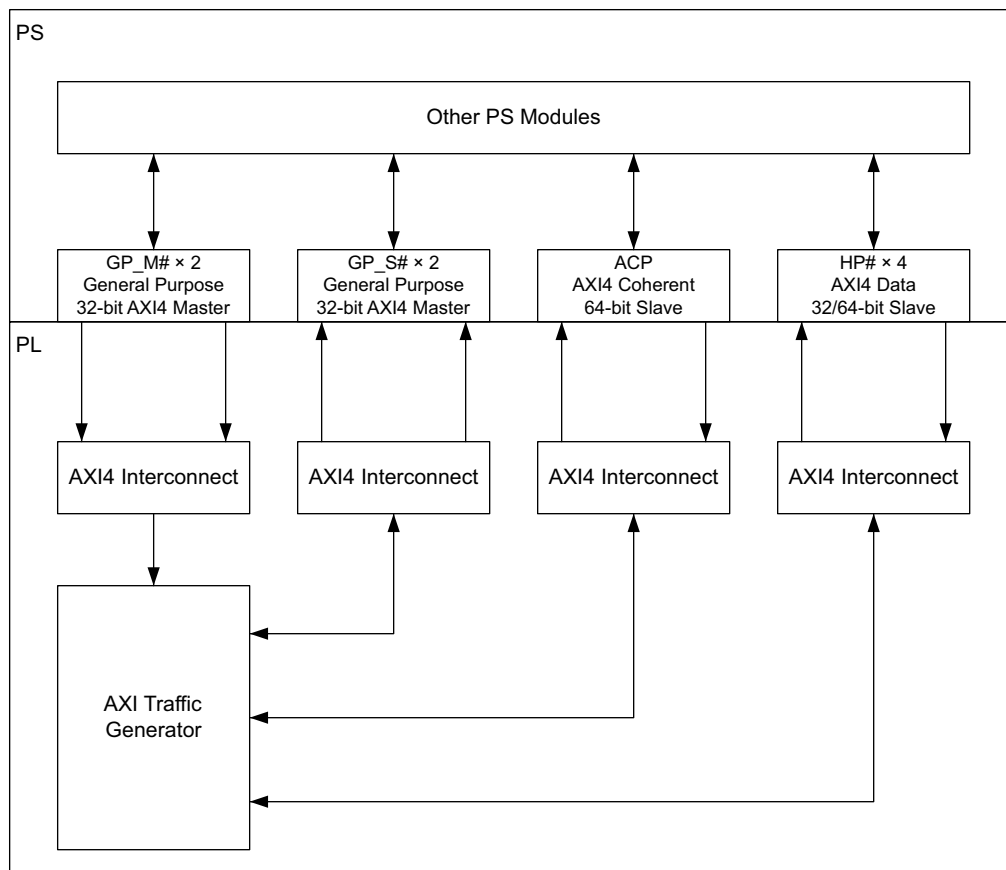 PS
Other PS Modules
GP_M# × 2
General Purpose
32-bit AXI4 Master
GP_S# × 2
General Purpose
32-bit AXI4 Master
ACP
AXI4 Coherent
64-bit Slave
HP# × 4
AXI4 Data
32/64-bit Slave
PL
AXI4 Interconnect
AXI4 Interconnect
AXI4 Interconnect
AXI4 Interconnect
AXI Traffic
Generator